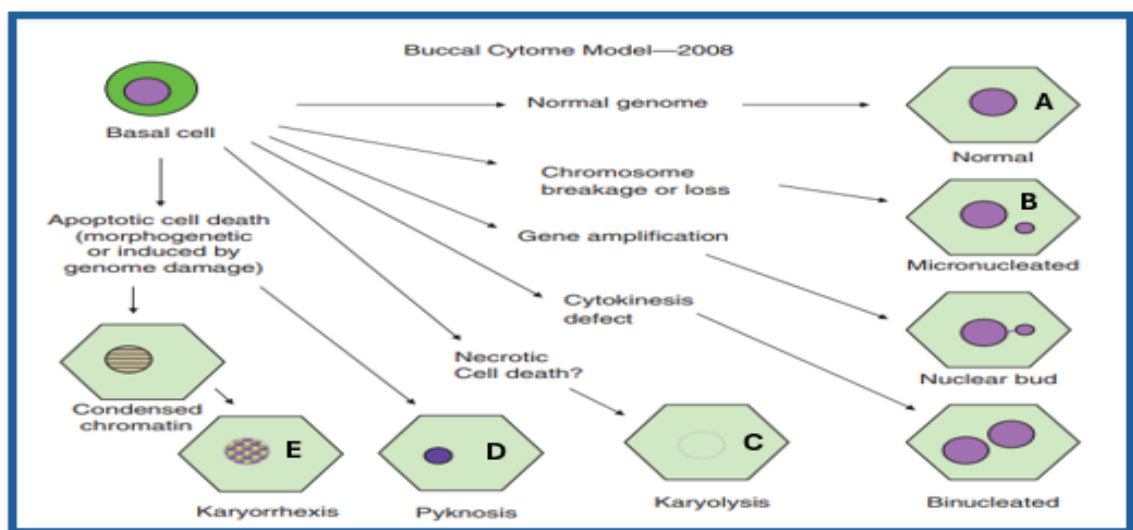 Buccal Cytome Model—2008
Basal cell
Normal genome
A
Normal
Chromosome
breakage or loss
B
Micronucleated
Apoptotic cell death
(morphogenetic
or induced by
genome damage)
Gene amplification
Nuclear bud
Cytokinesis
defect
Necrotic
Cell death?
Condensed
chromatin
E
Karyorrhexis
D
Pyknosis
C
Karyolysis
Binucleated